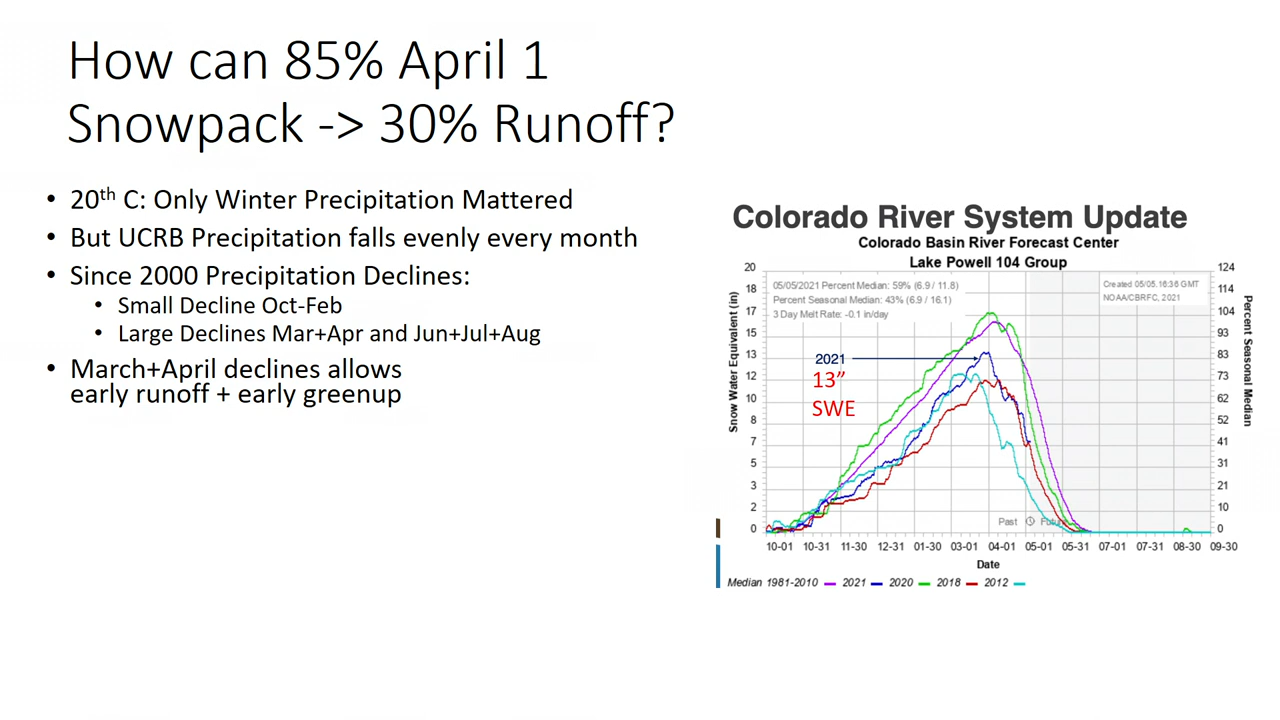 How can 85% April 1
Snowpack -> 30% Runoff?
• 20th C: Only Winter Precipitation Mattered
• But UCRB Precipitation falls evenly every month
• Since 2000 Precipitation Declines:
• Small Decline Oct-Feb
• Large Declines Mar+Apr and Jun+Jul+Aug
• March+April declines allows
early runoff + early greenup
Colorado River System Update
Colorado Basin River Forecast Center
Lake Powell 104 Group
05/05/2021 Percent Median: 59% (6.9 / 11.8)
Percent Seasonal Median: 43% (6.9 / 16.1)
3 Day Melt Rate: -0.1 in/day
Created 05/05.16:36 GMT
NOAA/CBRFC, 2021
Snow Water Equivalent (in)
20
18
17
15
13
12
10
8
7
5
3
2
0
2021
13”
SWE
Past
Future
124
114
104
93
83
73
62
52
41
31
21
10
0
Percent Seasonal Median
10-01 10-31 11-30 12-31 01-30 03-01 04-01 05-01 05-31 07-01 07-31 08-30 09-30
Date
Median 1981-2010 2021 2020 2018 2012